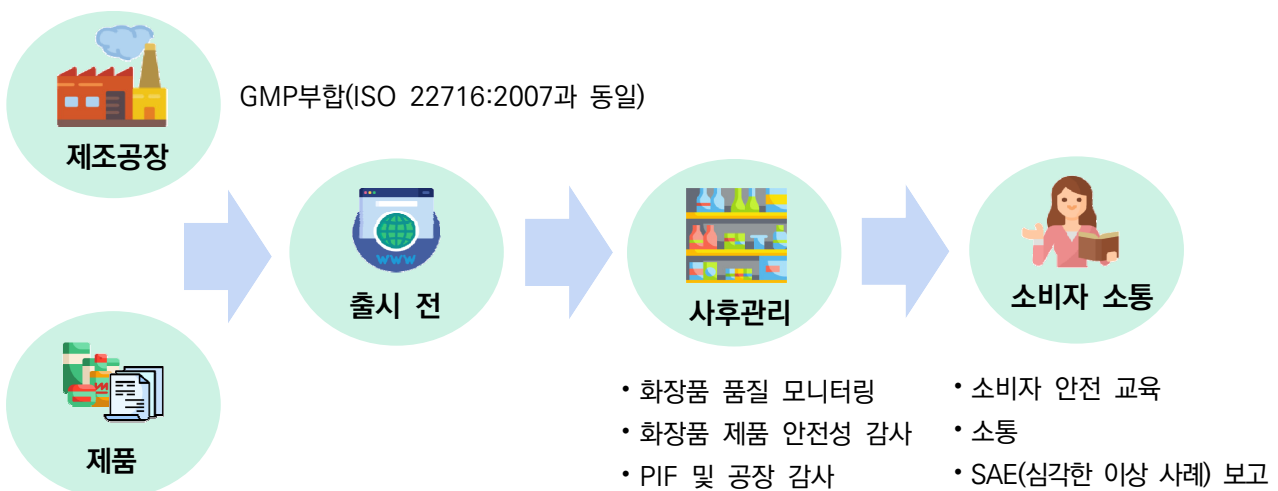 GMP부합(ISO 22716:2007과 동일)
제조공장
WWW
출시 전
사후관리
소비자 소통
제품
• 화장품 품질 모니터링
• 화장품 제품 안전성 감사
• PIF 및 공장 감사
• 소비자 안전 교육
• 소통
• SAE(심각한 이상 사례) 보고